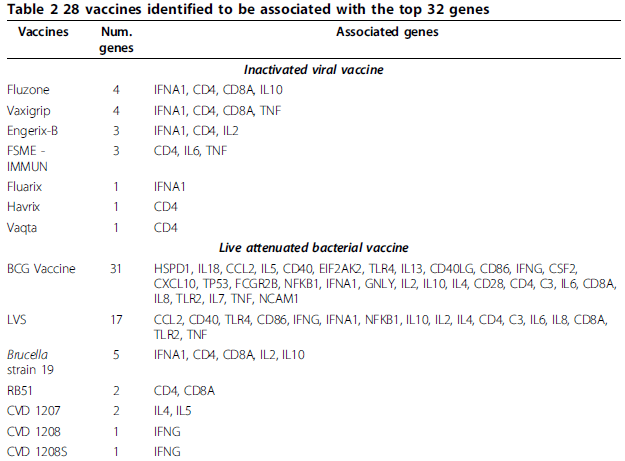 Table 2 28 vaccines identified to be associated with the top 32 genes
Vaccines Num. genes Associated genes
Inactivated viral vaccine
Fluzone 4 IFNA1, CD4, CD8A, IL10
Vaxigrip 4 IFNA1, CD4, CD8A, TNF
Engerix-B 3 IFNA1, CD4, IL2
FSME - IMMUN 3 CD4, IL6, TNF
Fluarix 1 IFNA1
Havrix 1 CD4
Vaqta 1 CD4
Live attenuated bacterial vaccine
BCG Vaccine 31 HSPD1, IL18, CCL2, IL5, CD40, EIF2AK2, TLR4, IL13, CD40LG, CD86, IFNG, CSF2,
CXCL10, TP53, FCGR2B, NFKB1, IFNA1, GNLY, IL2, IL10, IL4, CD28, CD4, C3, IL6, CD8A,
IL8, TLR2, IL7, TNF, NCAM1
LVS 17 CCL2, CD40, TLR4, CD86, IFNG, IFNA1, NFKB1, IL10, IL2, IL4, CD4, C3, IL6, IL8, CD8A,
TLR2, TNF
Brucella strain 19 5 IFNA1, CD4, CD8A, IL2, IL10
RB51 2 CD4, CD8A
CVD 1207 2 IL4, IL5
CVD 1208 1 IFNG
CVD 1208S 1 IFNG